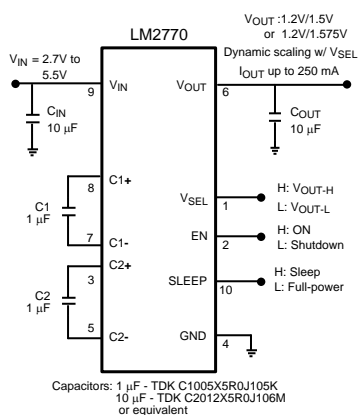 VOUT :1.2V/1.5V
or 1.2V/1.575V
LM2770
Dynamic scaling w/ VSEL
VIN = 2.7V to
5.5V
IOUT up to 250 mA
9
VIN
VOUT
6
CIN
10 µF
COUT
10 µF
8
C1+
C1
1 µF
VSEL
1
H: VOUT-H
L: VOUT-L
7
C1-
EN
2
H: ON
L: Shutdown
C2+
3
C2
1 µF
SLEEP
10
H: Sleep
L: Full-power
5
C2-
GND
4
Capacitors: 1 µF - TDK C1005X5R0J105K
10 µF - TDK C2012X5R0J106M
or equivalent